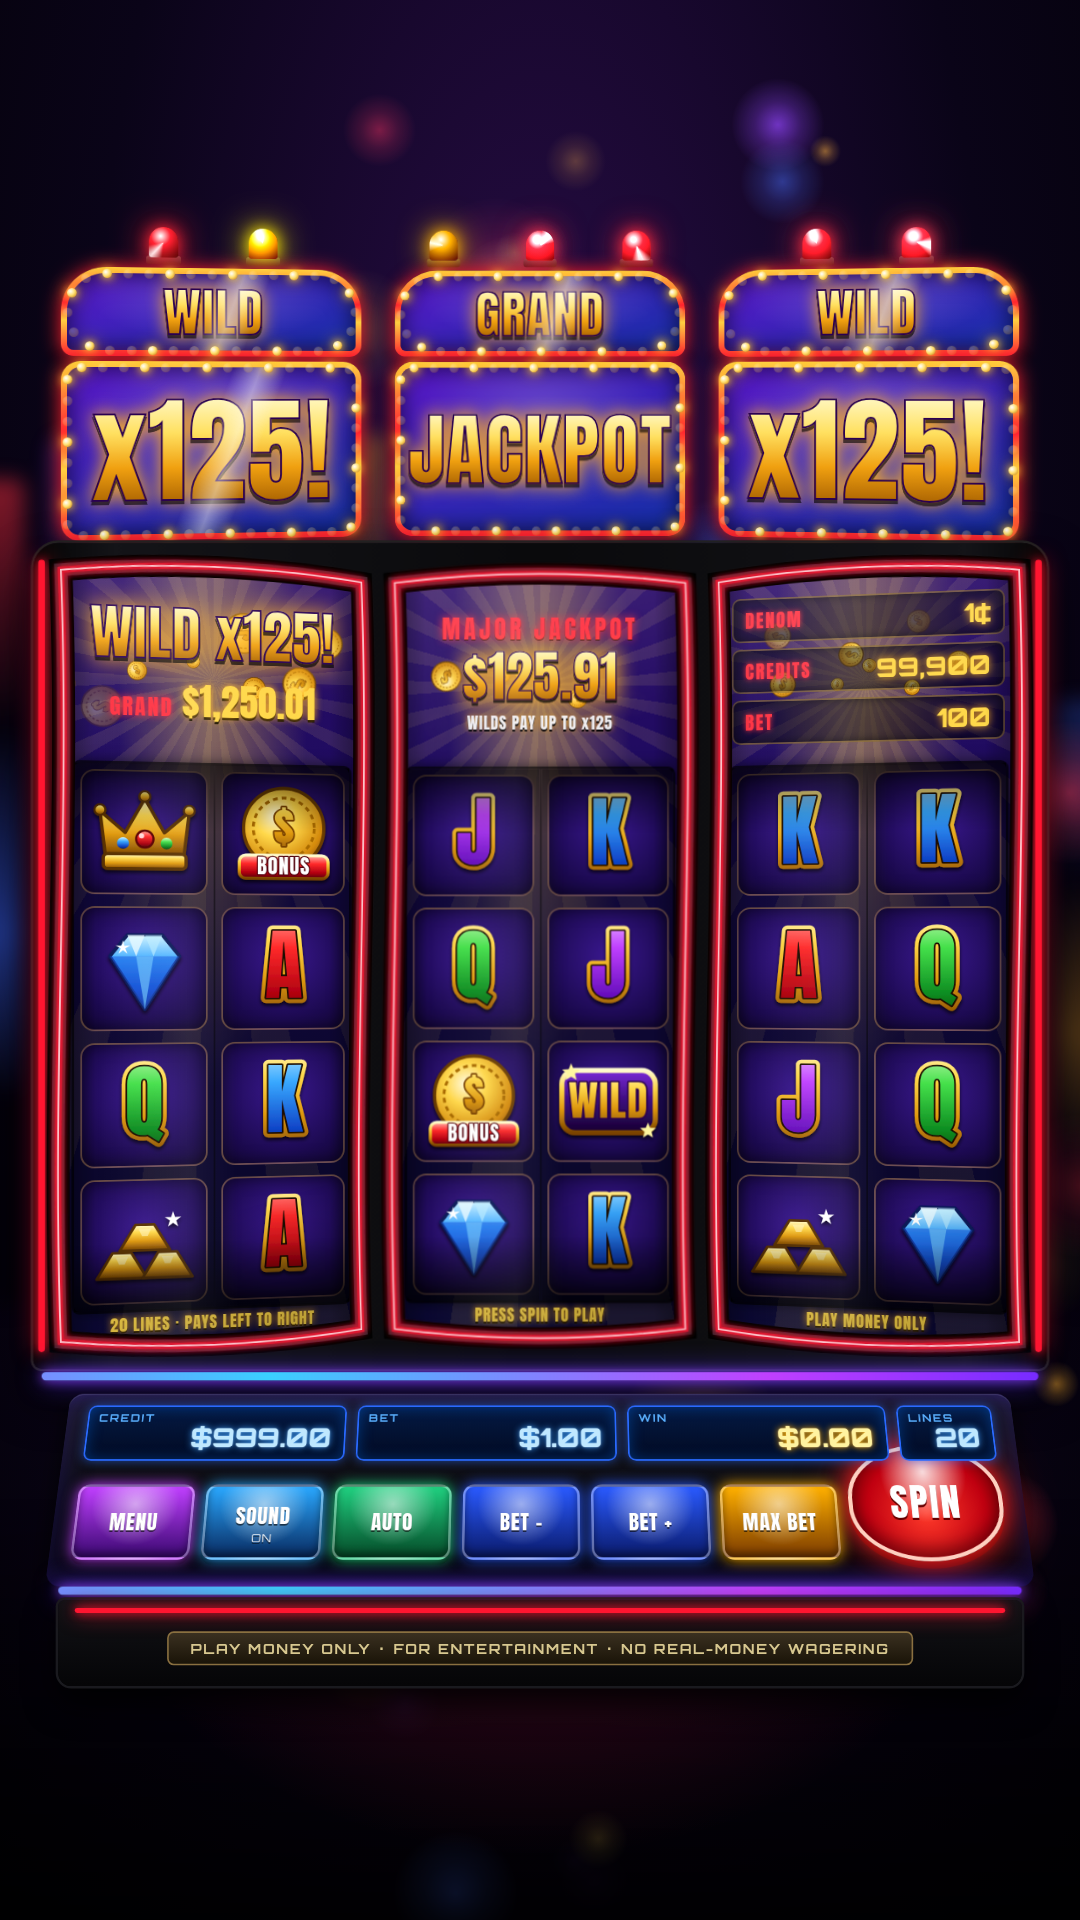 WILD
x125!
GRAND
JACKPOT
WILD
x125!
WILD x125!
GRAND $1,250.01
MAJOR JACKPOT
$125.91
WILDS PAY UP TO x125
DENOM 1¢
CREDITS 99,900
BET 100
BONUS
J K
K K
A
Q J
A Q
Q K
BONUS
WILD
J Q
A
K
20 LINES · PAYS LEFT TO RIGHT
PRESS SPIN TO PLAY
PLAY MONEY ONLY
CREDIT
$999.00
BET
$1.00
WIN
$0.00
LINES
20
MENU
SOUND
ON
AUTO
BET -
BET +
MAX BET
SPIN
PLAY MONEY ONLY · FOR ENTERTAINMENT · NO REAL-MONEY WAGERING